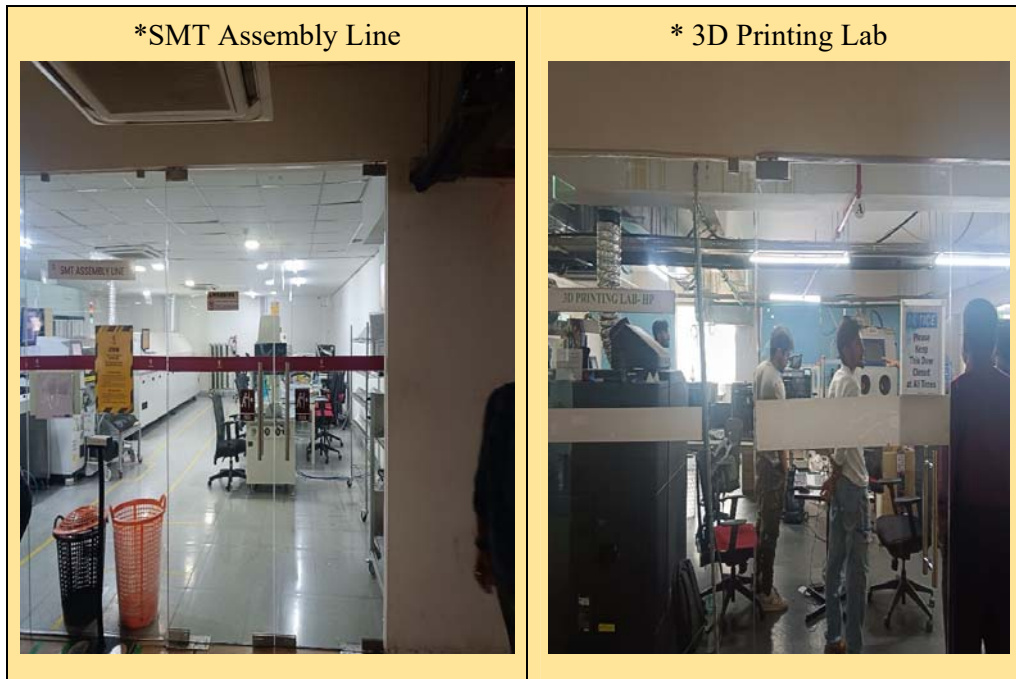 *SMT Assembly Line
* 3D Printing Lab
SMT ASSEMBLY LINE
3D PRINTING LAB-HP
NOTICE
Please
Keep
This Door
Closed
at All Times